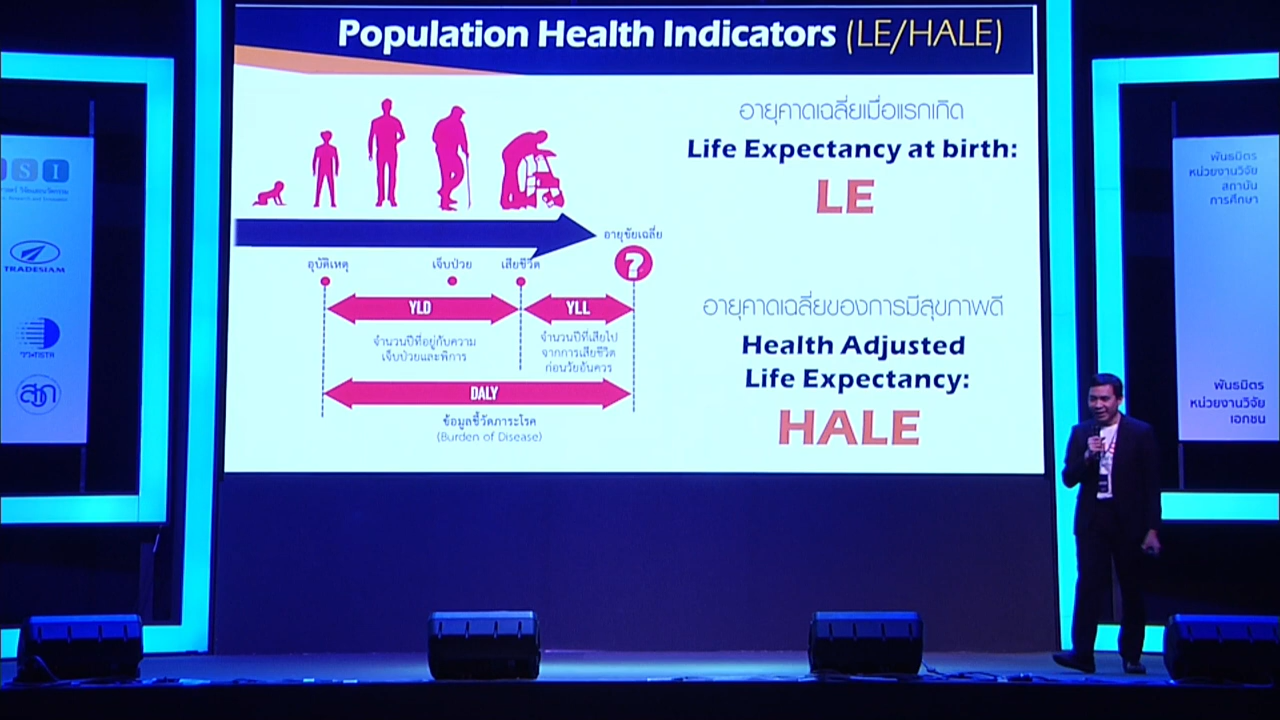 Population Health Indicators (LE/HALE)
อายุคาดเฉลี่ยเมื่อแรกเกิด
Life Expectancy at birth:
LE
อายุขัยเฉลี่ย
?
อุบัติเหตุ
เจ็บป่วย
เสียชีวิต
YLD
YLL
จำนวนปีที่อยู่กับความ
เจ็บป่วยและพิการ
จำนวนปีที่เสียไป
จากการเสียชีวิต
ก่อนวัยอันควร
DALY
ข้อมูลชี้วัดภาระโรค
(Burden of Disease)
อายุคาดเฉลี่ยของการมีสุขภาพดี
Health Adjusted
Life Expectancy:
HALE
S I
TRADESIAM
พันธมิตร
หน่วยงานวิจัย
สถาบัน
การศึกษา
พันธมิตร
หน่วยงานวิจัย
เอกชน